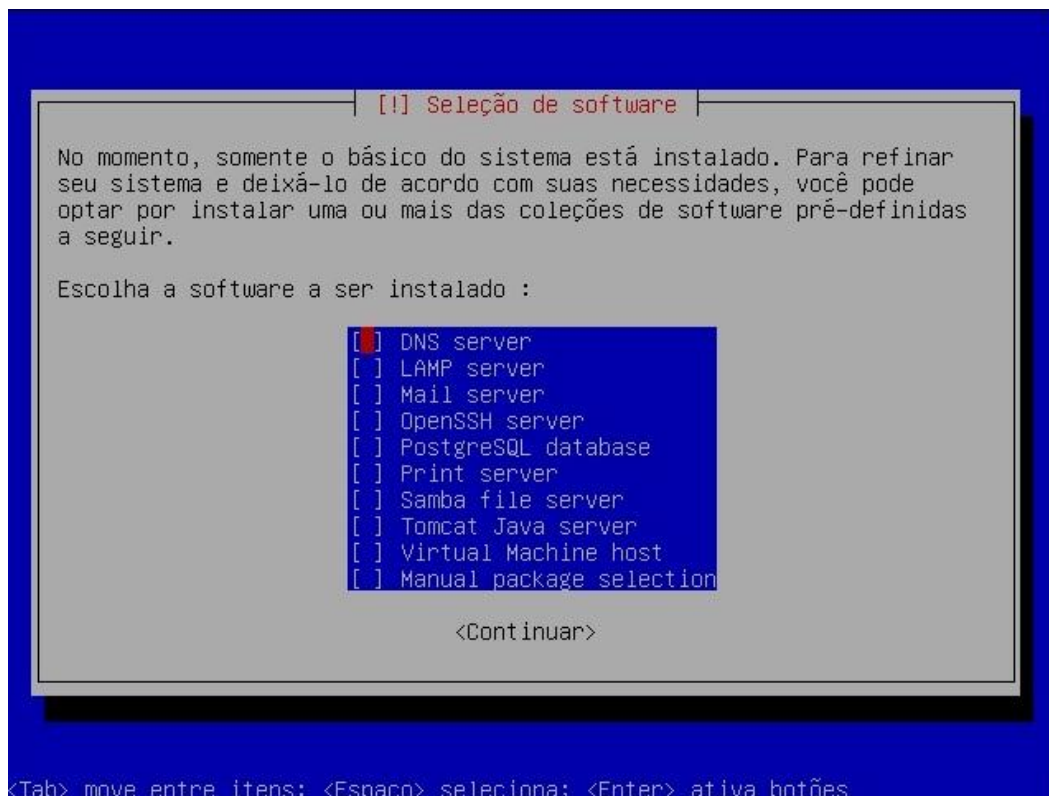 [!] Seleção de software
No momento, somente o básico do sistema está instalado. Para refinar
seu sistema e deixá-lo de acordo com suas necessidades, você pode
optar por instalar uma ou mais das coleções de software pré-definidas
a seguir.
Escolha a software a ser instalado :
[ ] DNS server
[ ] LAMP server
[ ] Mail server
[ ] OpenSSH server
[ ] PostgreSQL database
[ ] Print server
[ ] Samba file server
[ ] Tomcat Java server
[ ] Virtual Machine host
[ ] Manual package selection
<Continuar>
<Tab> move entre itens; <Espaço> seleciona; <Enter> ativa botões